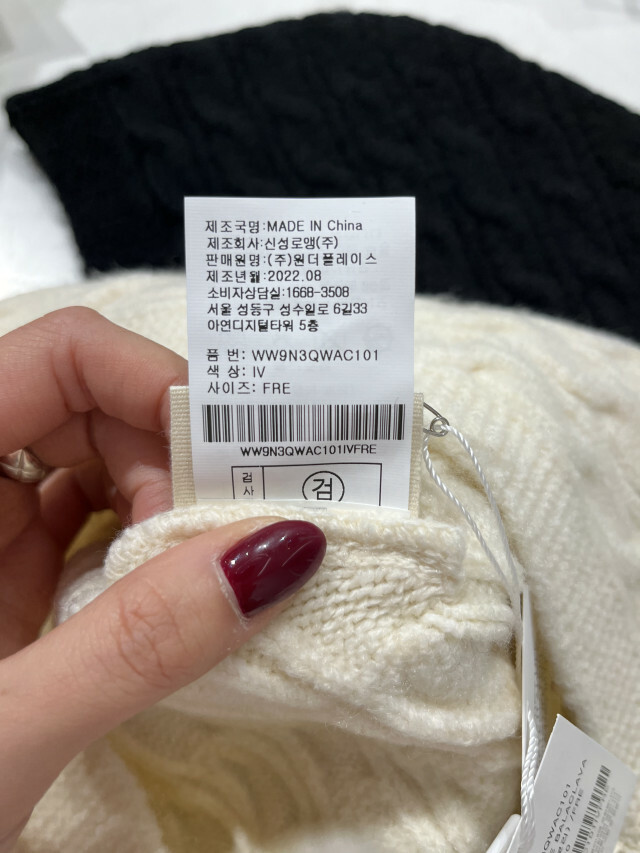 제조국명:MADE IN China
제조회사:신성로앵(주)
판매원명:(주)원더플레이스
제조년월:2022.08
소비자상담실:1668-3508
서울 성동구 성수일로 6길33
아연디지털타워 5층
품 번: WW9N3QWAC101
색 상: IV
사이즈: FRE
WW9N3QWAC101IVFRE
검사
검
QWAC101
BALACLAVA
/FRE